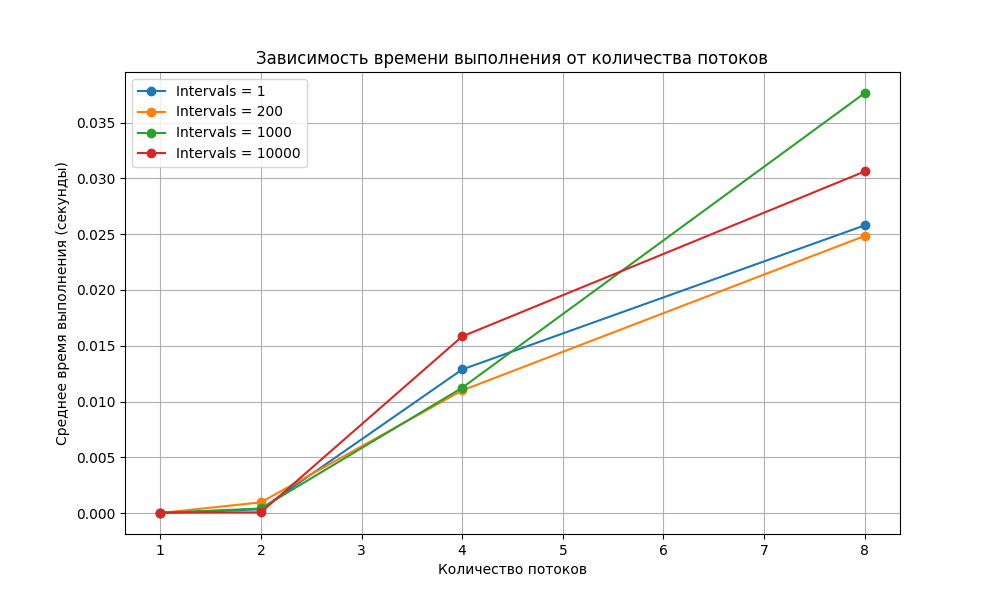 Зависимость времени выполнения от количества потоков
Intervals = 1
Intervals = 200
Intervals = 1000
Intervals = 10000
Среднее время выполнения (секунды)
0.035
0.030
0.025
0.020
0.015
0.010
0.005
0.000
1 2 3 4 5 6 7 8
Количество потоков